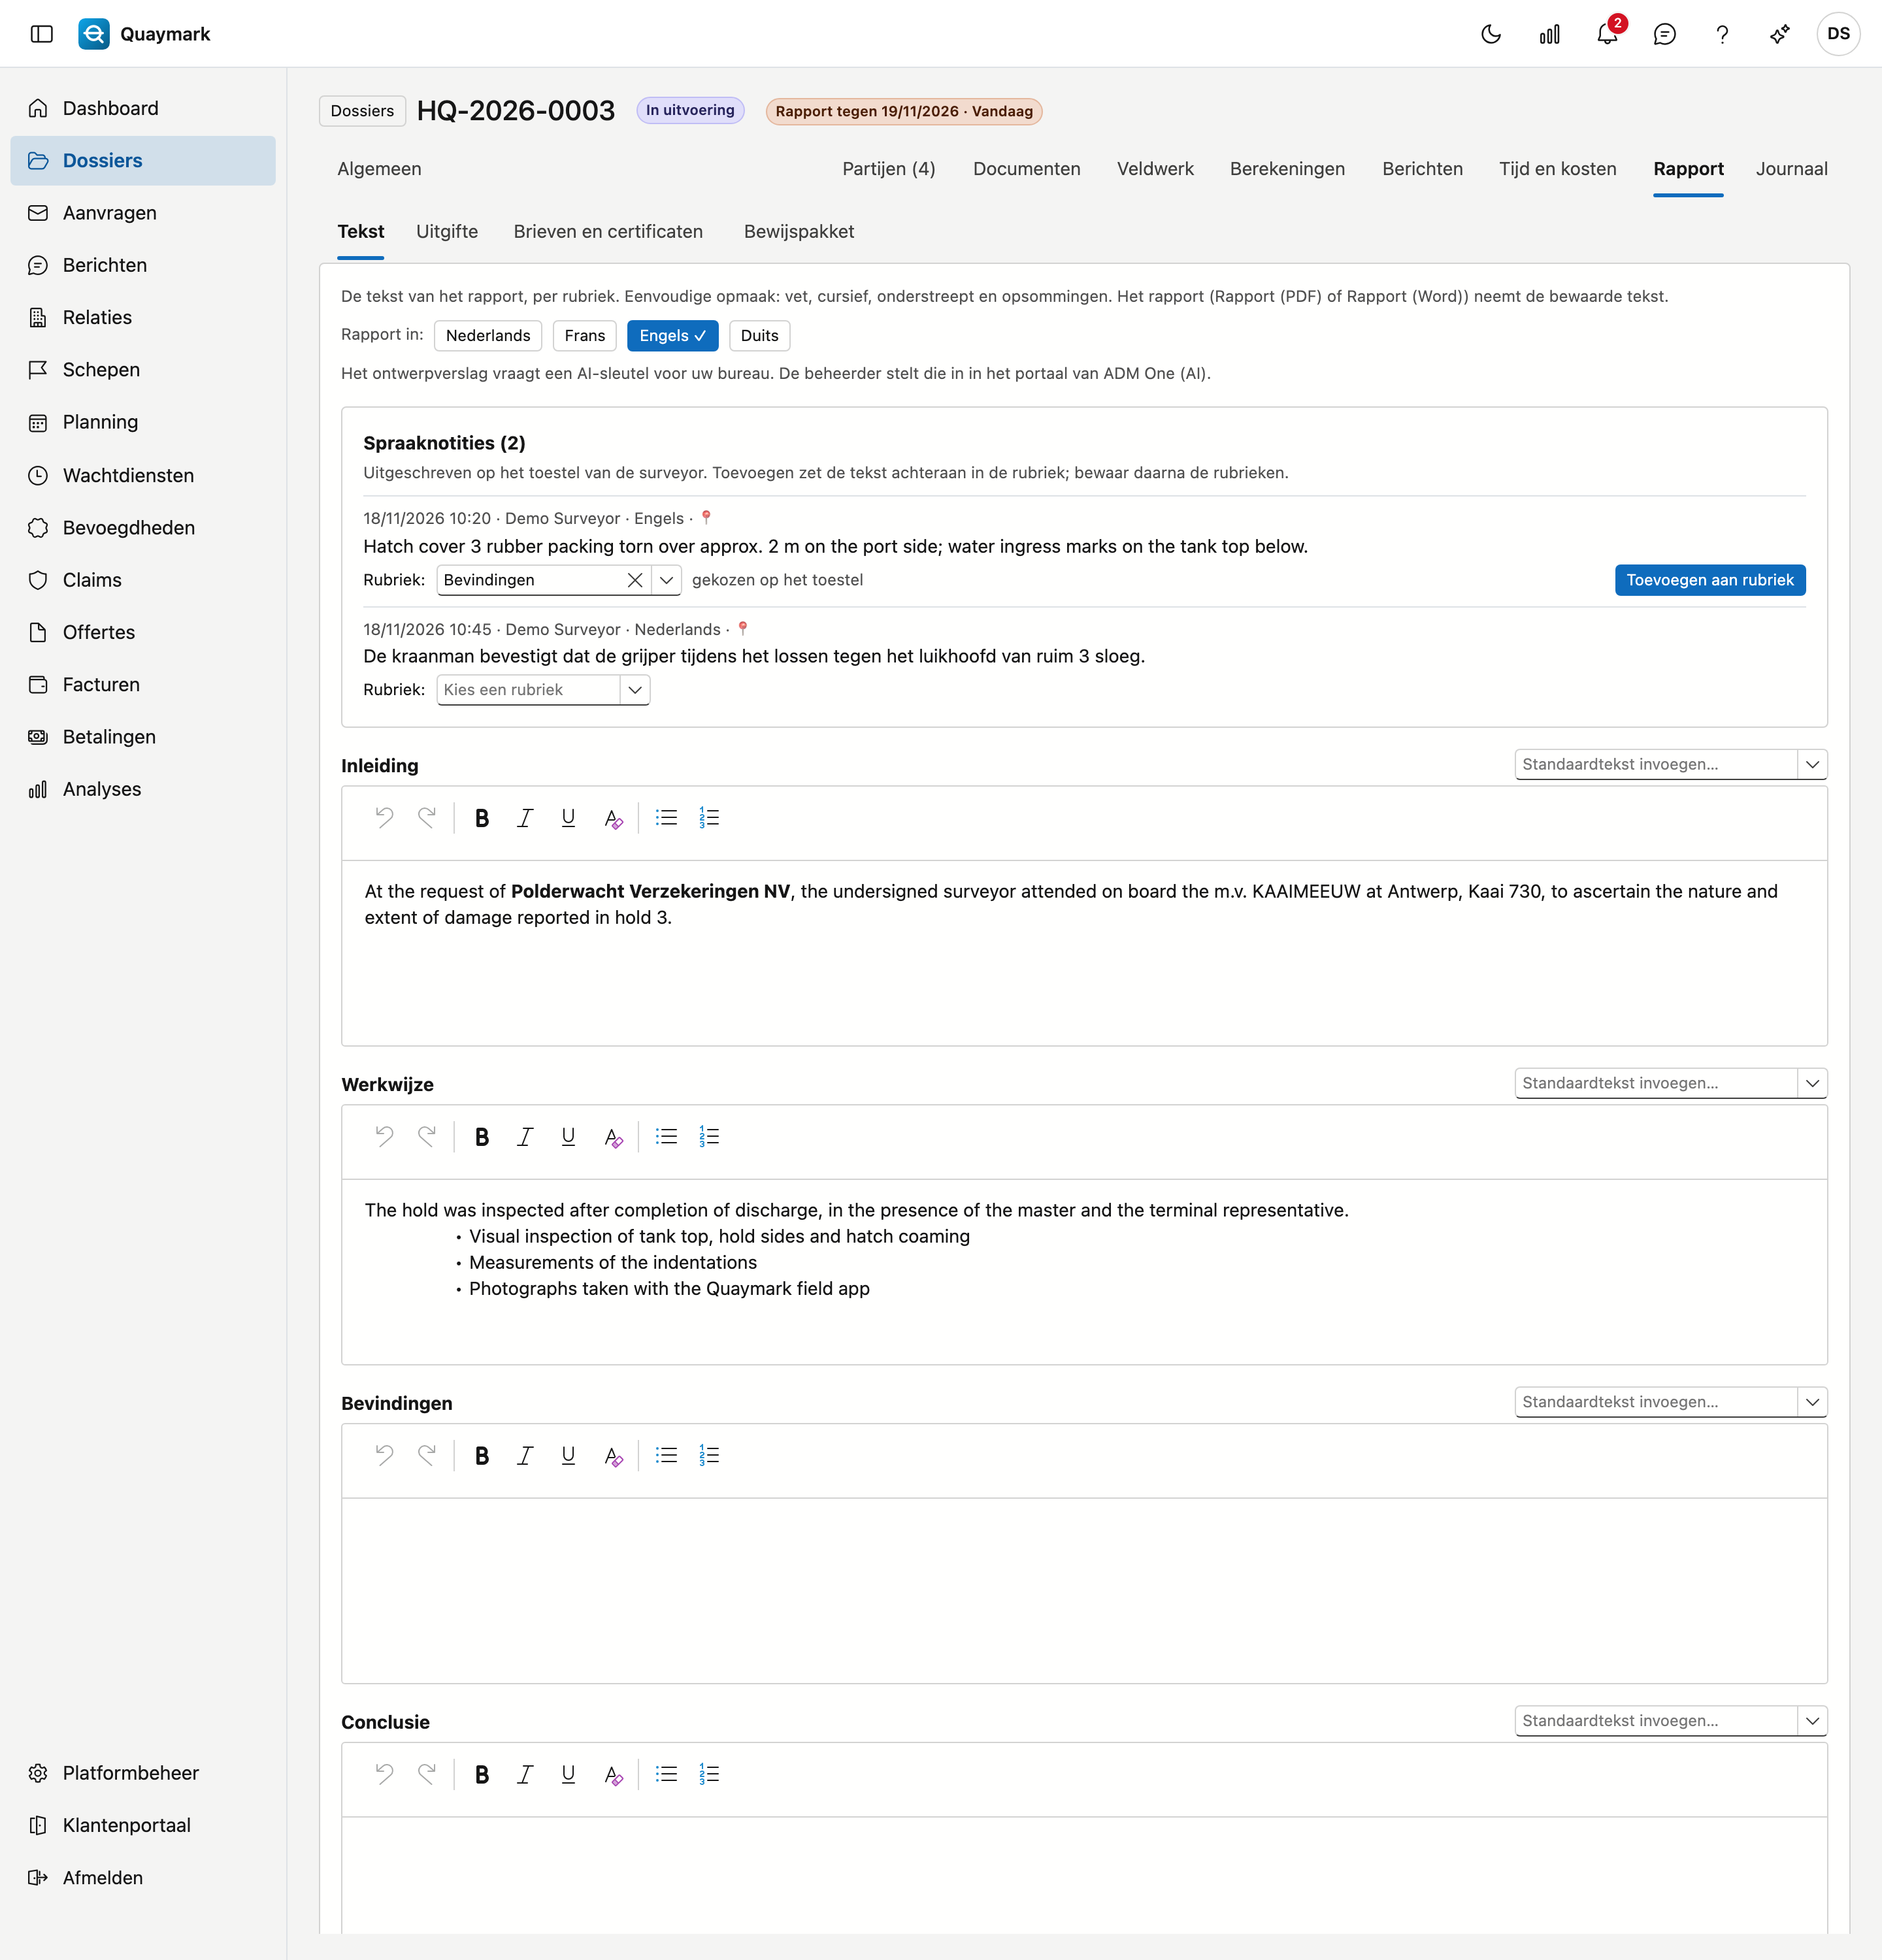 Quaymark
2
DS
Dashboard
Dossiers
Aanvragen
Berichten
Relaties
Schepen
Planning
Wachtdiensten
Bevoegdheden
Claims
Offertes
Facturen
Betalingen
Analyses
Platformbeheer
Klantenportaal
Afmelden
Dossiers HQ-2026-0003 In uitvoering Rapport tegen 19/11/2026 · Vandaag
Algemeen Partijen (4) Documenten Veldwerk Berekeningen Berichten Tijd en kosten Rapport Journaal
Tekst Uitgifte Brieven en certificaten Bewijspakket
De tekst van het rapport, per rubriek. Eenvoudige opmaak: vet, cursief, onderstreept en opsommingen. Het rapport (Rapport (PDF) of Rapport (Word)) neemt de bewaarde tekst.
Rapport in: Nederlands Frans Engels ✓ Duits
Het ontwerpverslag vraagt een AI-sleutel voor uw bureau. De beheerder stelt die in in het portaal van ADM One (AI).
Spraaknotities (2)
Uitgeschreven op het toestel van de surveyor. Toevoegen zet de tekst achteraan in de rubriek; bewaar daarna de rubrieken.
18/11/2026 10:20 · Demo Surveyor · Engels · 📍
Hatch cover 3 rubber packing torn over approx. 2 m on the port side; water ingress marks on the tank top below.
Rubriek: Bevindingen gekozen op het toestel Toevoegen aan rubriek
18/11/2026 10:45 · Demo Surveyor · Nederlands · 📍
De kraanman bevestigt dat de grijper tijdens het lossen tegen het luikhoofd van ruim 3 sloeg.
Rubriek: Kies een rubriek
Inleiding Standaardtekst invoegen...
At the request of Polderwacht Verzekeringen NV, the undersigned surveyor attended on board the m.v. KAAIMEEUW at Antwerp, Kaai 730, to ascertain the nature and
extent of damage reported in hold 3.
Werkwijze Standaardtekst invoegen...
The hold was inspected after completion of discharge, in the presence of the master and the terminal representative.
• Visual inspection of tank top, hold sides and hatch coaming
• Measurements of the indentations
• Photographs taken with the Quaymark field app
Bevindingen Standaardtekst invoegen...
Conclusie Standaardtekst invoegen...